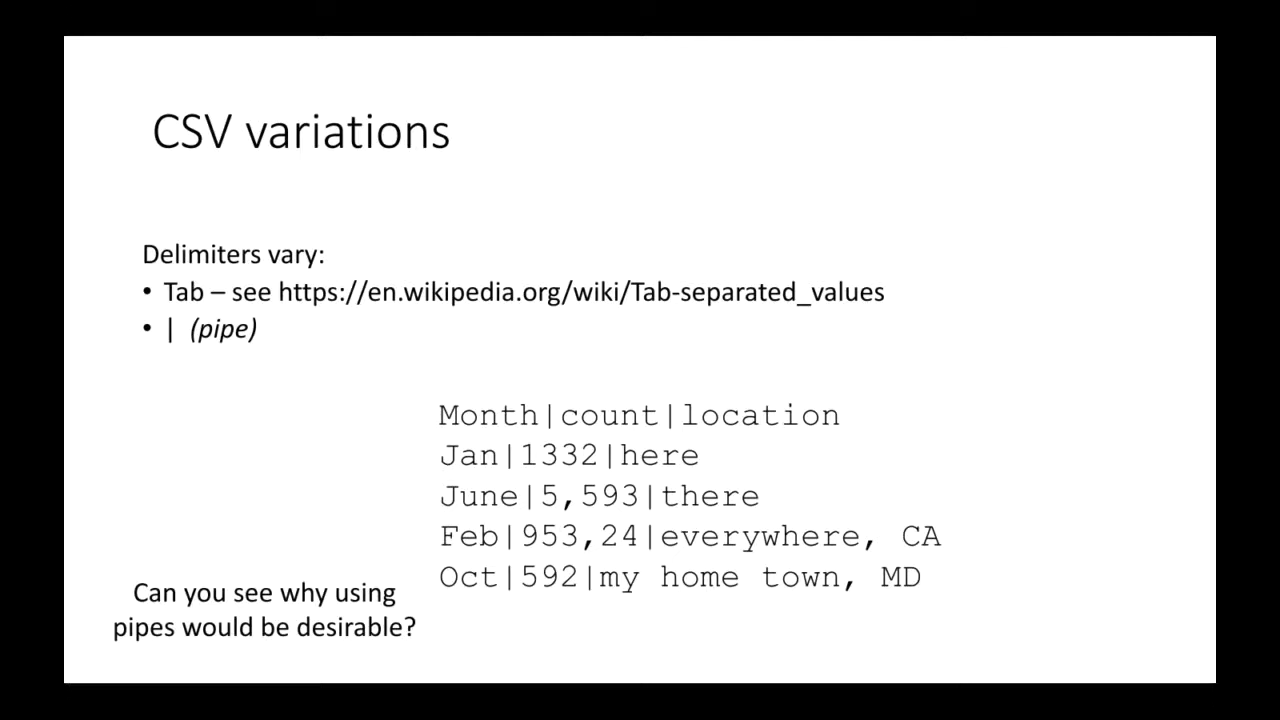 CSV variations
Delimiters vary:
• Tab – see https://en.wikipedia.org/wiki/Tab-separated_values
• | (pipe)
Month|count|location
Jan|1332|here
June|5,593|there
Feb|953,24|everywhere, CA
Oct|592|my home town, MD
Can you see why using
pipes would be desirable?